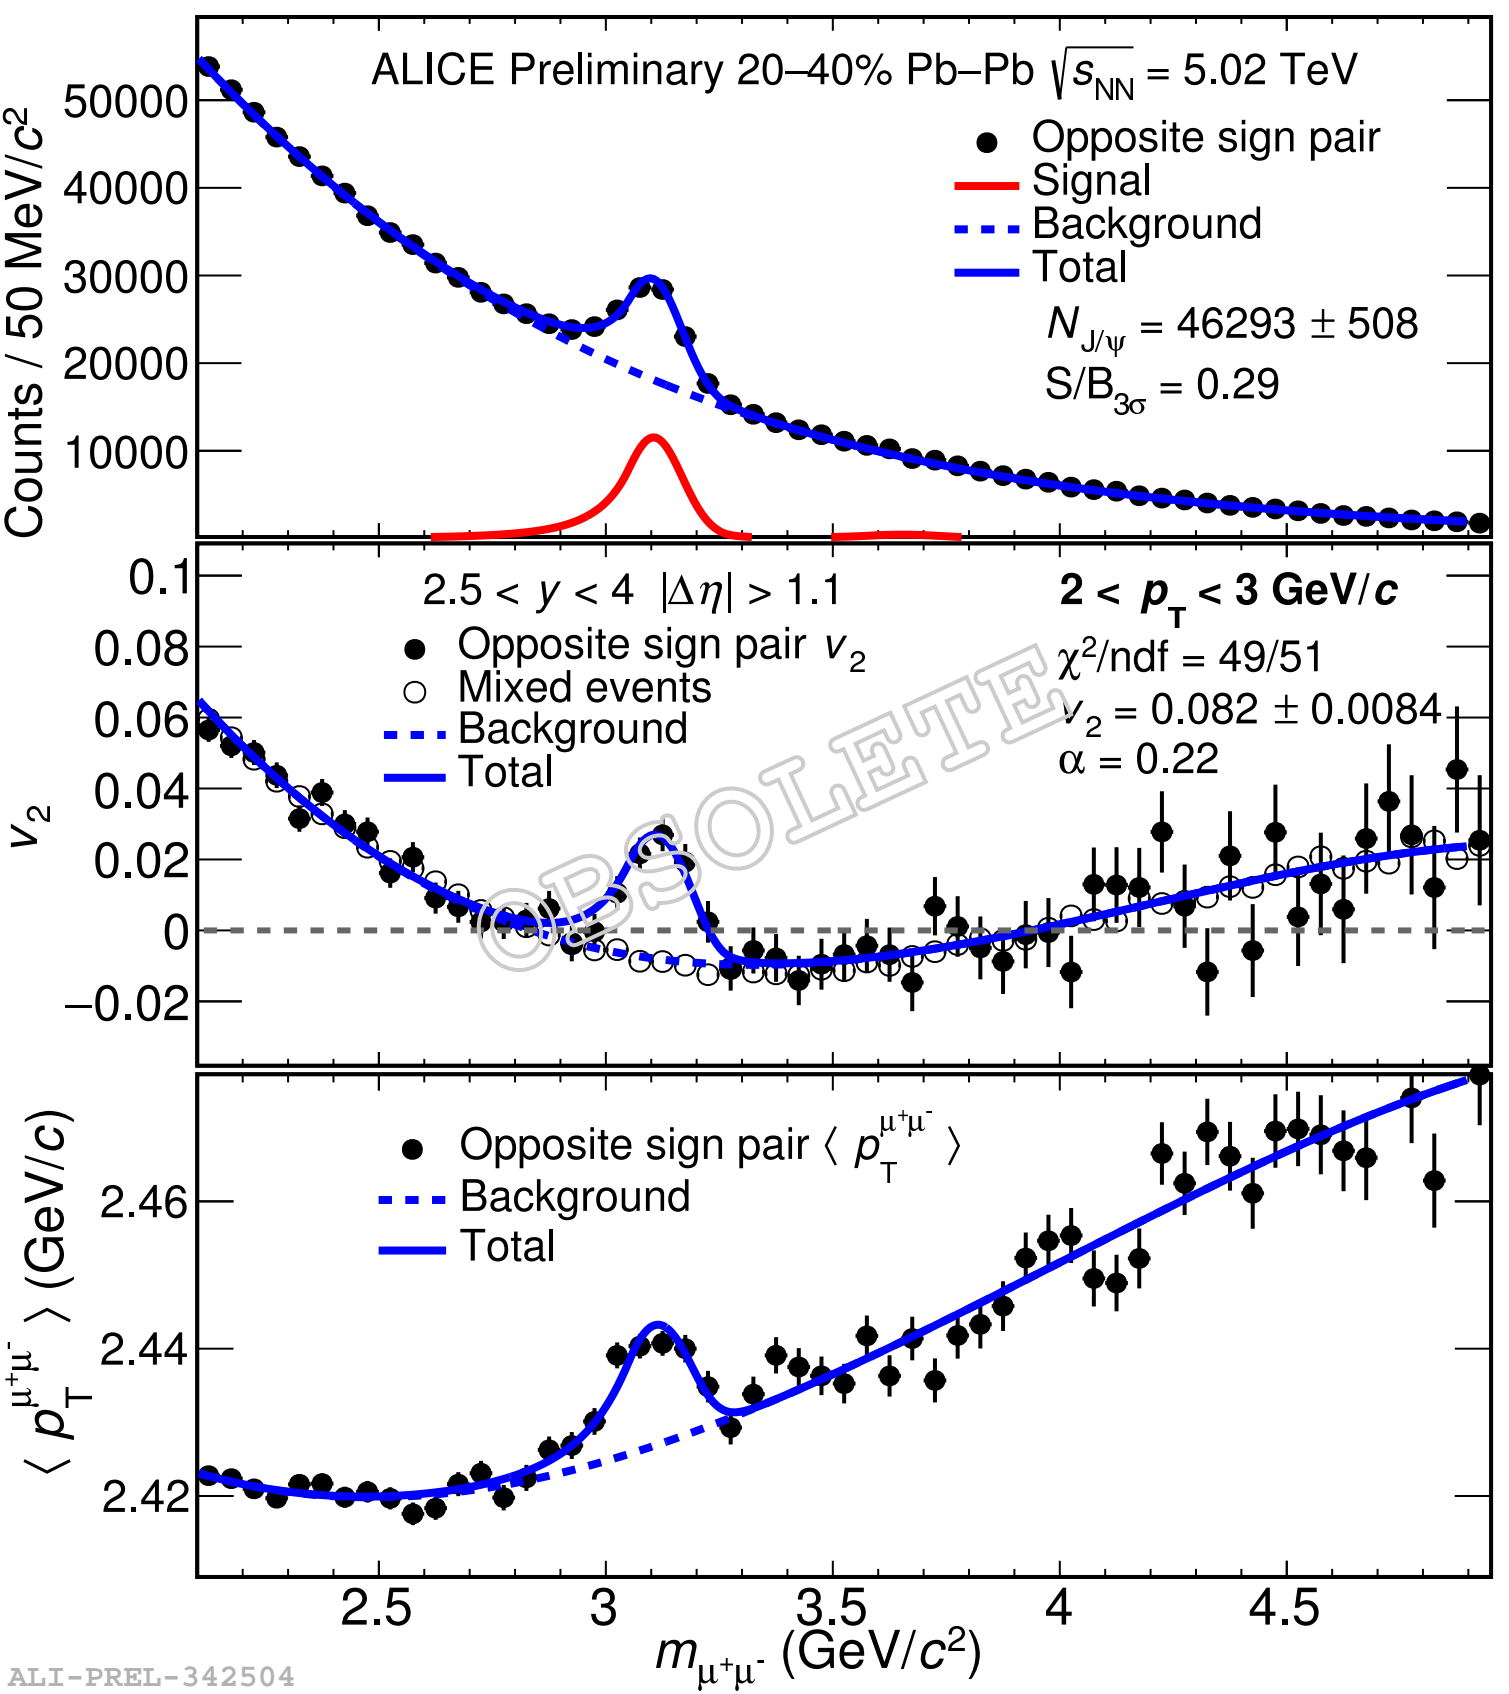 ALICE Preliminary 20–40% Pb–Pb √sNN = 5.02 TeV
Opposite sign pair
Signal
Background
Total
NJ/ψ = 46293 ± 508
S/B3σ = 0.29
50000
40000
30000
20000
10000
Counts / 50 MeV/c²
2.5 < y < 4 |Δη| > 1.1
2 < pT < 3 GeV/c
Opposite sign pair v2
Mixed events
Background
Total
χ²/ndf = 49/51
v2 = 0.082 ± 0.0084
α = 0.22
OBSOLETE
0.1
0.08
0.06
0.04
0.02
0
−0.02
v2
Opposite sign pair ⟨ pT^μ⁺μ⁻ ⟩
Background
Total
2.46
2.44
2.42
⟨ pT^μ⁺μ⁻ ⟩ (GeV/c)
2.5 3 3.5 4 4.5
mμ⁺μ⁻ (GeV/c²)
ALI-PREL-342504